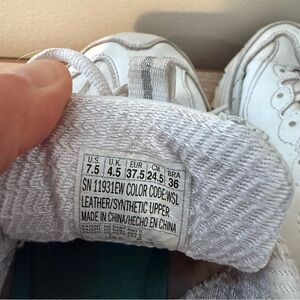 U.S. U.K. EUR CM BRA
7.5 4.5 37.5 24.5 36
SN 11931EW COLOR CODE:WSL
LEATHER/SYNTHETIC UPPER
MADE IN CHINA/HECHO EN CHINA